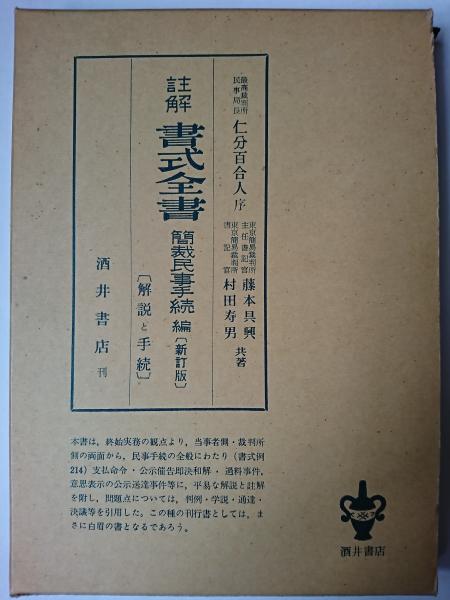 最高裁判所
民事局長
仁分百合人 序
東京簡易裁判所
主任書記官
藤本具興
東京簡易裁判所
書記官
村田寿男
共著
註解
書式全書
簡裁民事手続編〔新訂版〕
〔解説と手続〕
酒井書店 刊
本書は，終始実務の観点より，当事者側・裁判所
側の両面から，民事手続の全般にわたり（書式例
214）支払命令・公示催告即決和解・過料事件，
意思表示の公示送達事件等に，平易な解説と註解
を附し，問題点については，判例・学説・通達・
決議等を引用した。この種の刊行書としては，ま
さに白眉の書となるであろう。
酒井書店